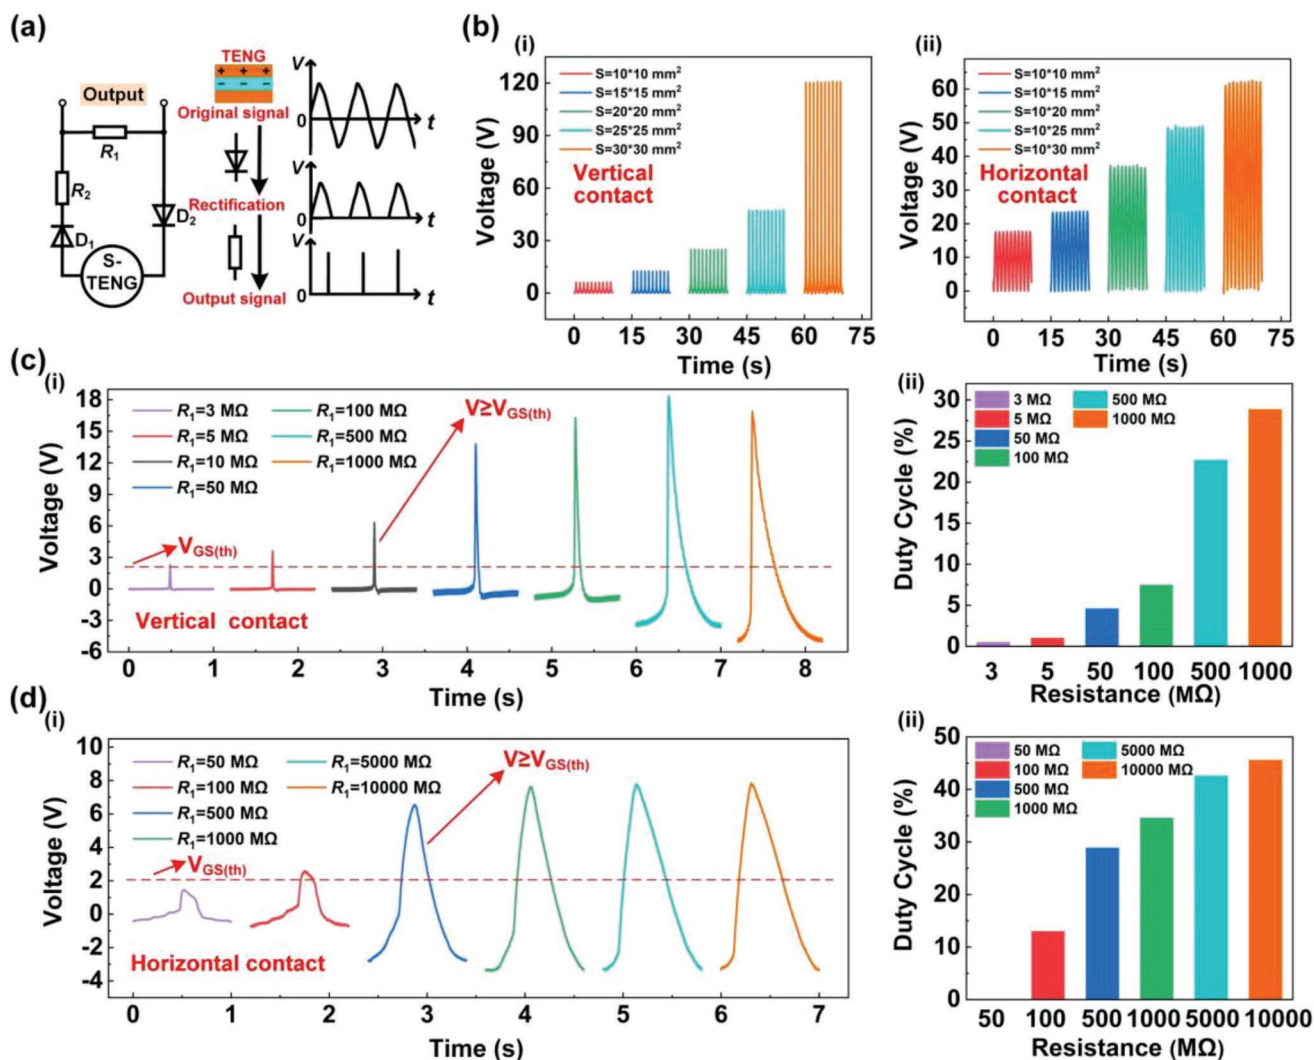 (a)
TENG
+ + +
− − −
Original signal
Rectification
Output signal
Output
R1
R2
D1
D2
S-
TENG
V
0
t
V
0
t
V
0
t
(b)
(i)
S=10*10 mm²
S=15*15 mm²
S=20*20 mm²
S=25*25 mm²
S=30*30 mm²
Vertical
contact
Voltage (V)
120
90
60
30
0
0 15 30 45 60 75
Time (s)
(ii)
S=10*10 mm²
S=10*15 mm²
S=10*20 mm²
S=10*25 mm²
S=10*30 mm²
Horizontal
contact
Voltage (V)
60
50
40
30
20
10
0
0 15 30 45 60 75
Time (s)
(c)
(i)
R1=3 MΩ R1=100 MΩ
R1=5 MΩ R1=500 MΩ
R1=10 MΩ R1=1000 MΩ
R1=50 MΩ
V≥VGS(th)
VGS(th)
Vertical contact
Voltage (V)
18
15
12
9
6
3
0
-3
-6
0 1 2 3 4 5 6 7 8
Time (s)
(ii)
3 MΩ 500 MΩ
5 MΩ 1000 MΩ
50 MΩ
100 MΩ
Duty Cycle (%)
30
25
20
15
10
5
0
3 5 50 100 500 1000
Resistance (MΩ)
(d)
(i)
R1=50 MΩ R1=5000 MΩ
R1=100 MΩ R1=10000 MΩ
R1=500 MΩ
R1=1000 MΩ
V≥VGS(th)
VGS(th)
Horizontal contact
Voltage (V)
10
8
6
4
2
0
-2
-4
0 1 2 3 4 5 6 7
Time (s)
(ii)
50 MΩ 5000 MΩ
100 MΩ 10000 MΩ
500 MΩ
1000 MΩ
Duty Cycle (%)
50
40
30
20
10
0
50 100 500 1000 5000 10000
Resistance (MΩ)